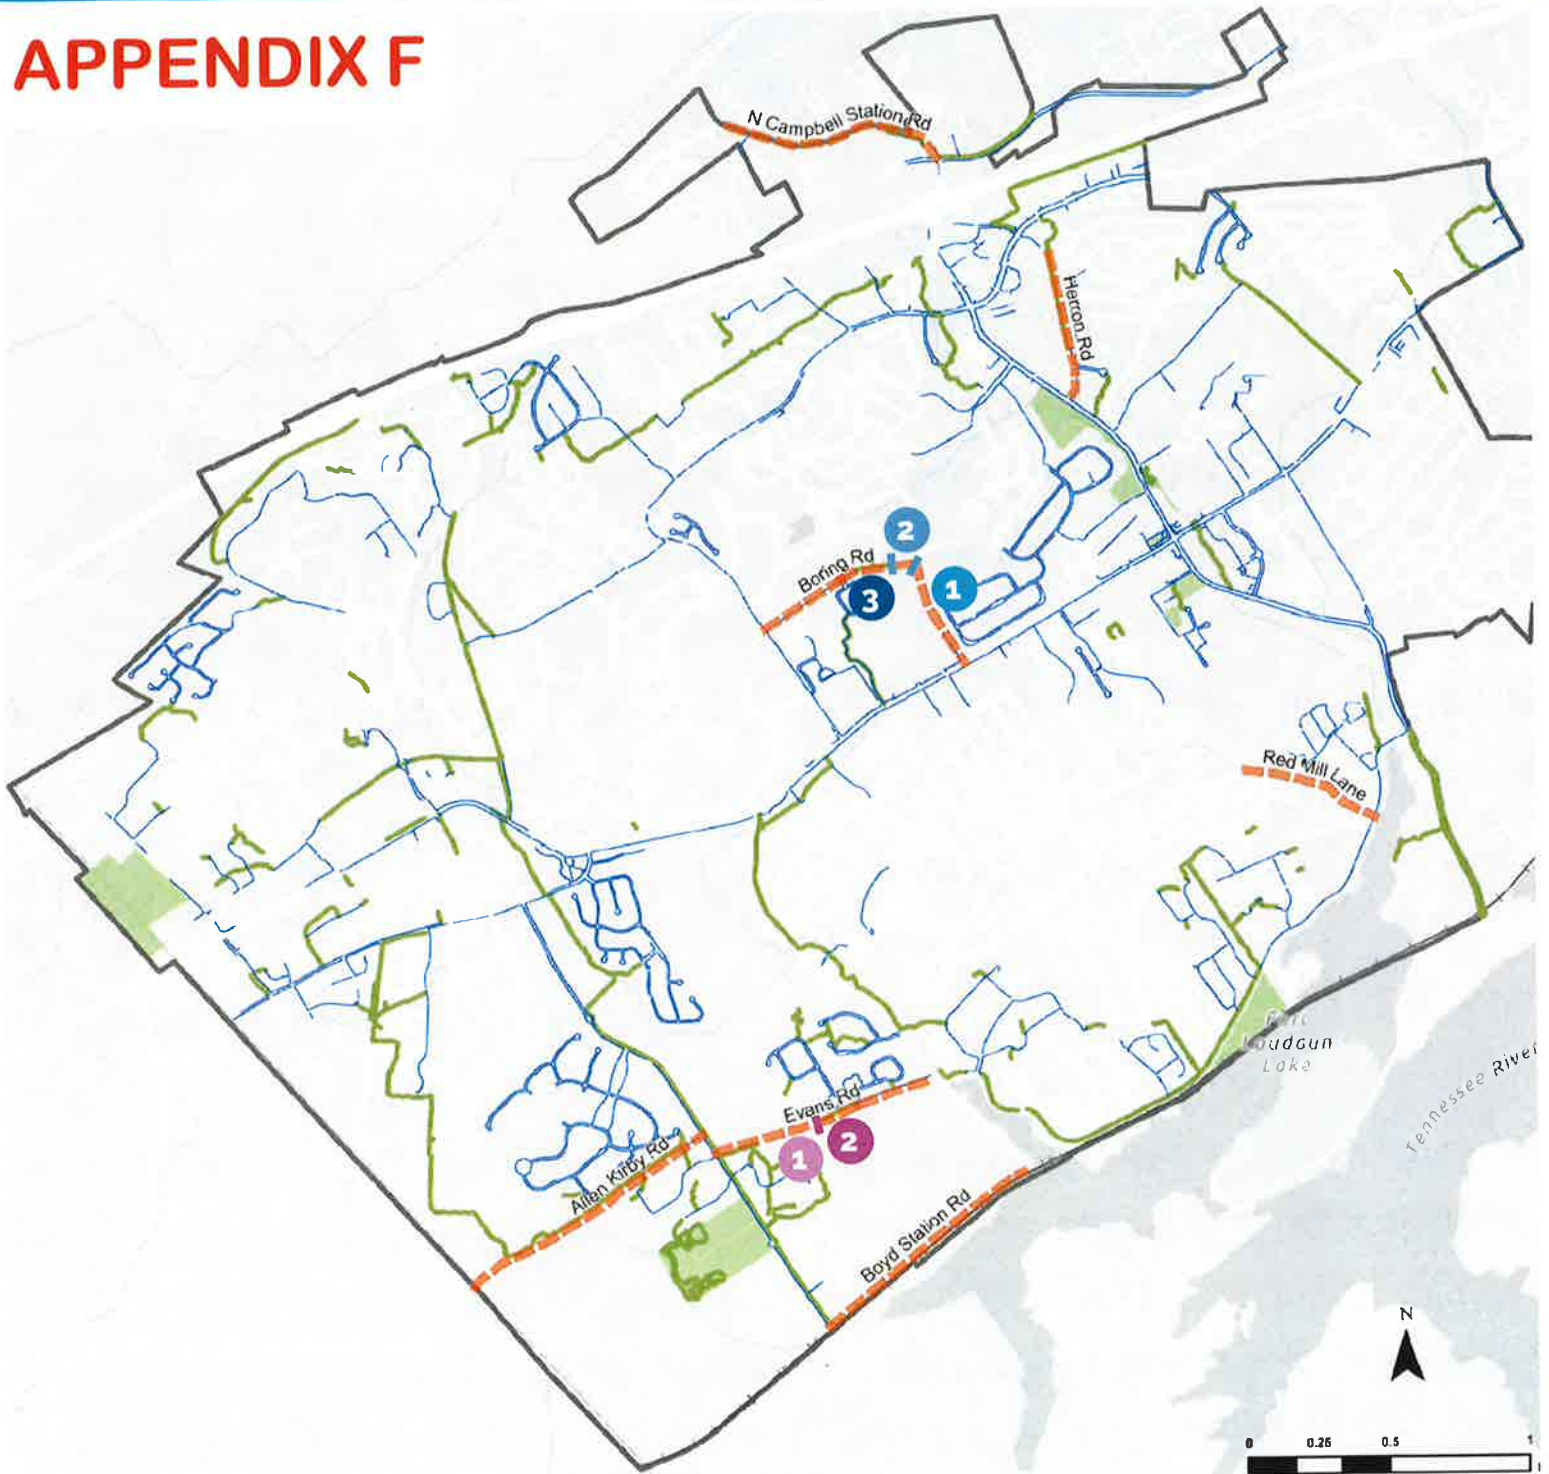 APPENDIX F
N Campbell Station Rd
Herron Rd
2
Boring Rd
1
3
Red Mill Lane
Loudoun
Lake
Tennessee River
Evans Rd
2
1
Allen Kirby Rd
Boyd Station Rd
N
0 0.25 0.5 1